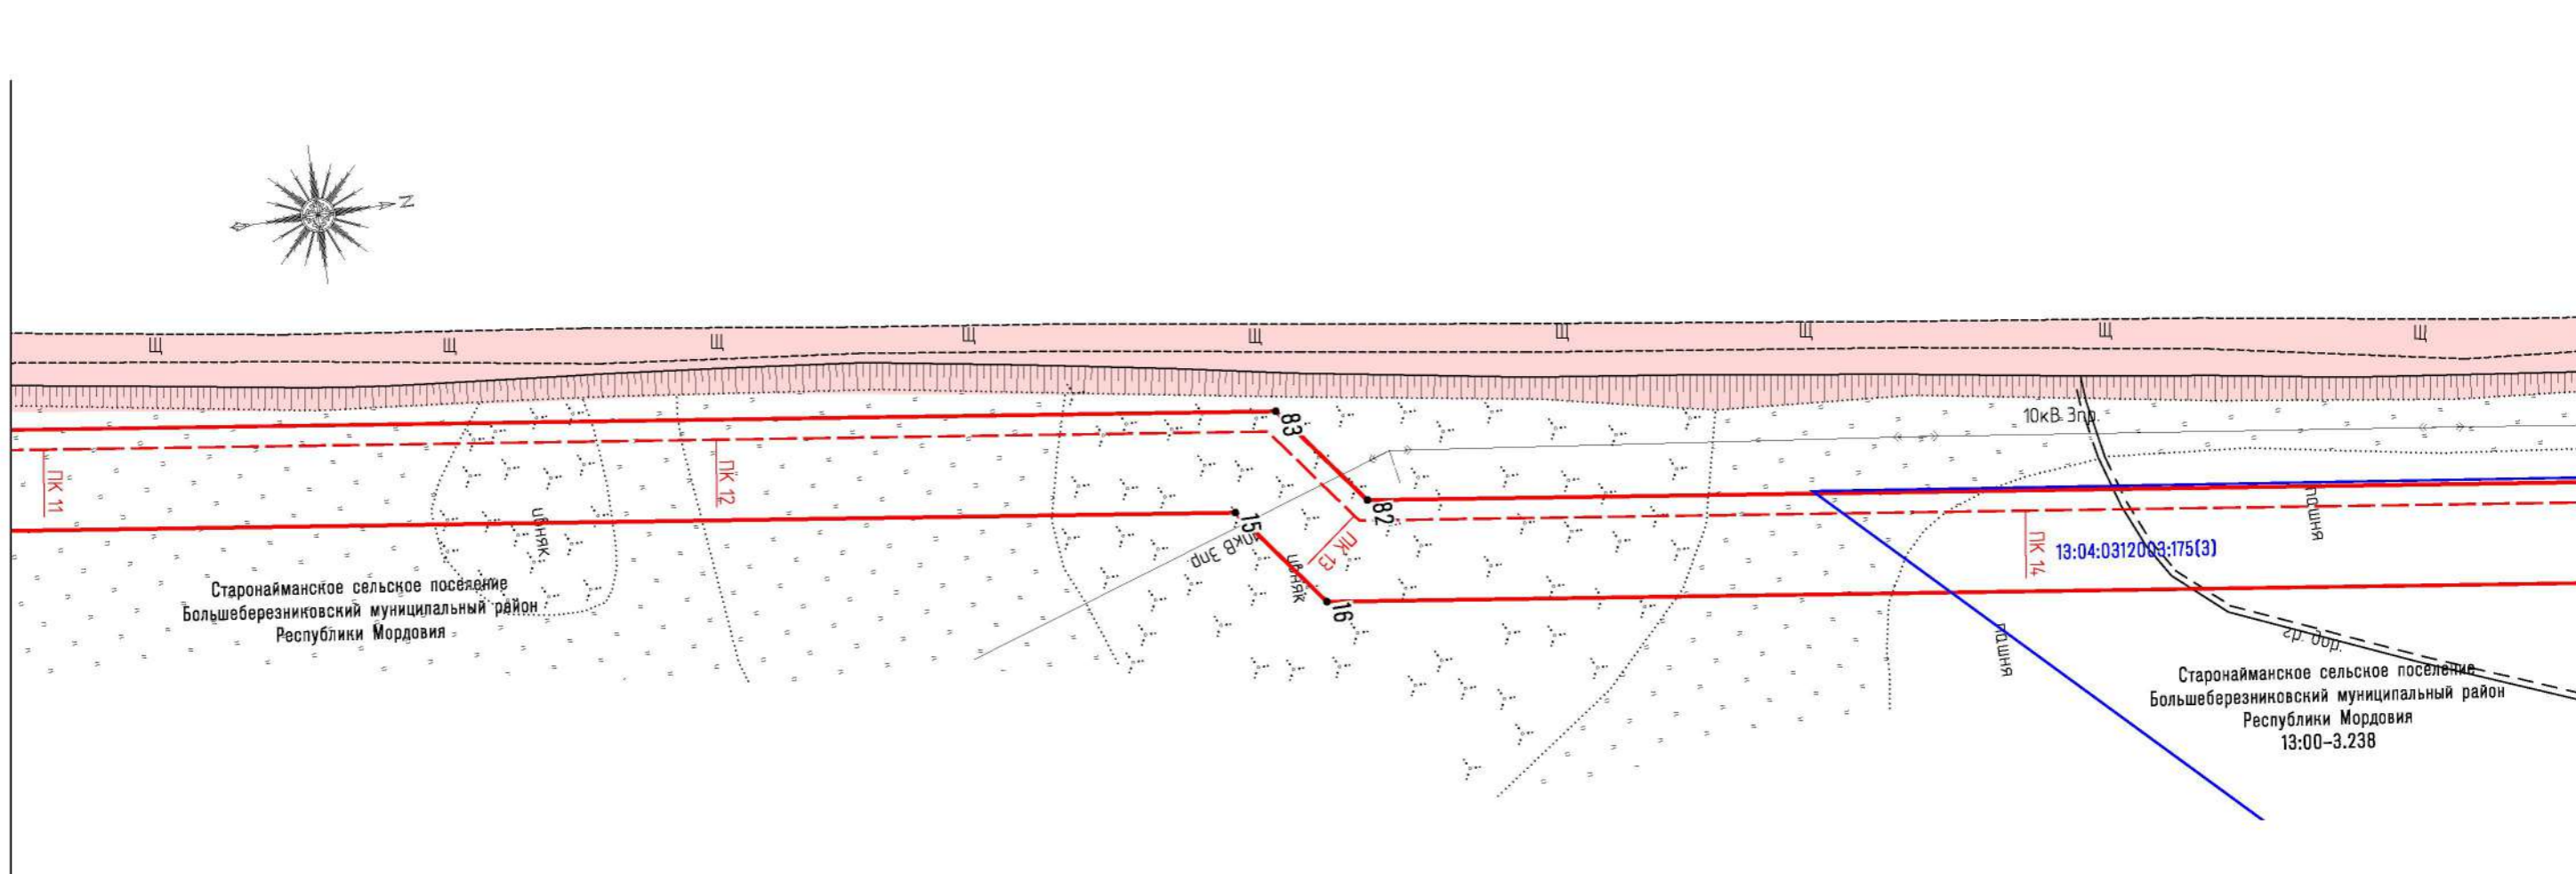 N
Щ
Щ
Щ
Щ
Щ
Щ
Щ
Щ
Щ
83
10кВ 3пр.
ПК 11
ПК 12
82
15
10кВ 3пр.
ПК 13
ПК 14
13:04:0312003:175(3)
пашня
ивняк
ивняк
16
Старонайманское сельское поселение
Большеберезниковский муниципальный район
Республики Мордовия
пашня
гр. дор.
Старонайманское сельское поселение
Большеберезниковский муниципальный район
Республики Мордовия
13:00-3.238